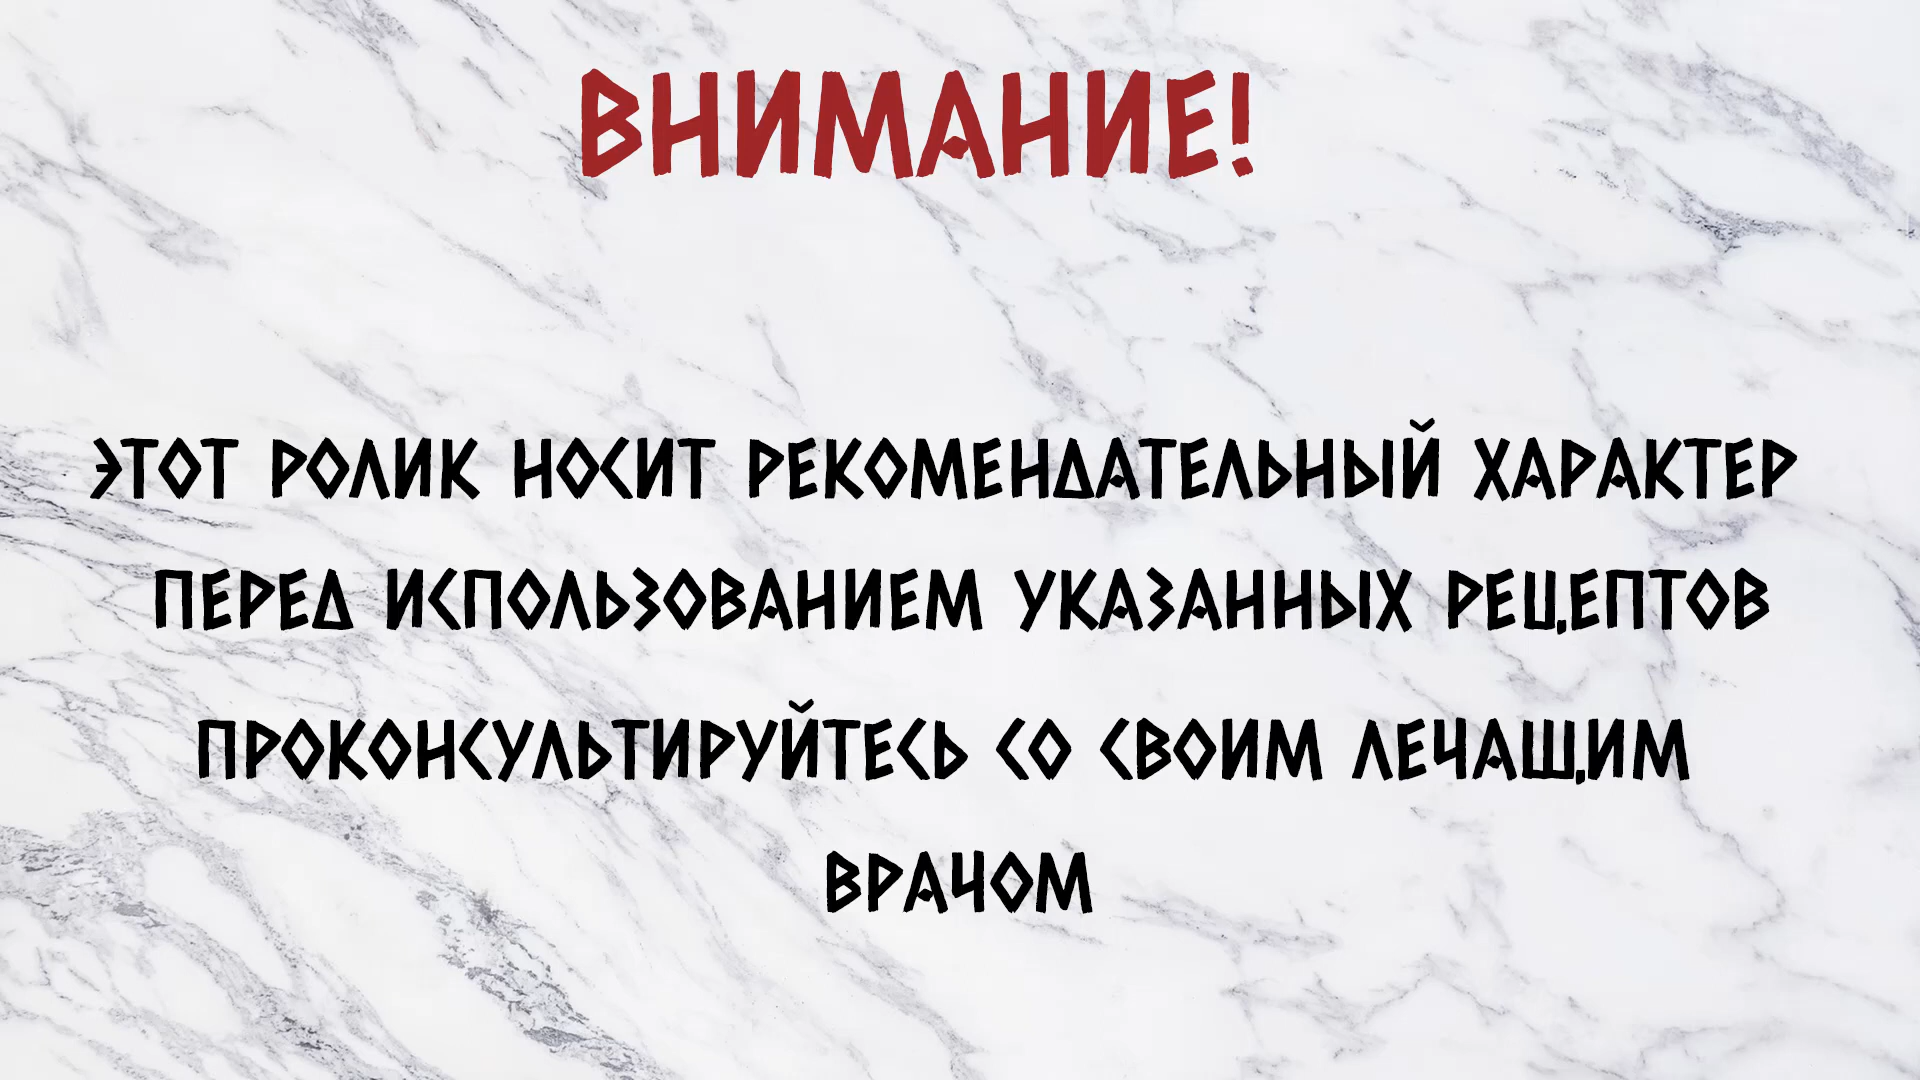 ВНИМАНИЕ!
ЭТОТ РОЛИК НОСИТ РЕКОМЕНДАТЕЛЬНЫЙ ХАРАКТЕР
ПЕРЕД ИСПОЛЬЗОВАНИЕМ УКАЗАННЫХ РЕЦЕПТОВ
ПРОКОНСУЛЬТИРУЙТЕСЬ СО СВОИМ ЛЕЧАЩИМ
ВРАЧОМ